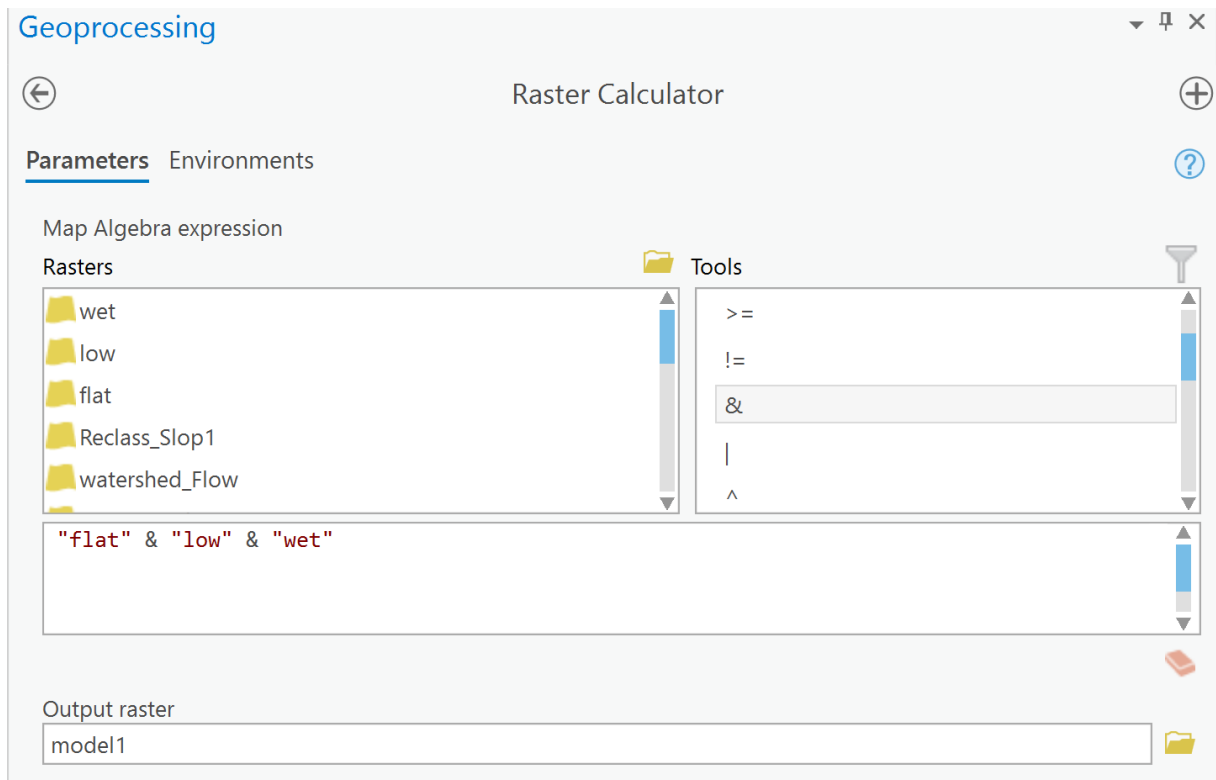 Geoprocessing
Raster Calculator
Parameters Environments
Map Algebra expression
Rasters
Tools
wet
low
flat
Reclass_Slop1
watershed_Flow
>=
!=
&
|
^
"flat" & "low" & "wet"
Output raster
model1